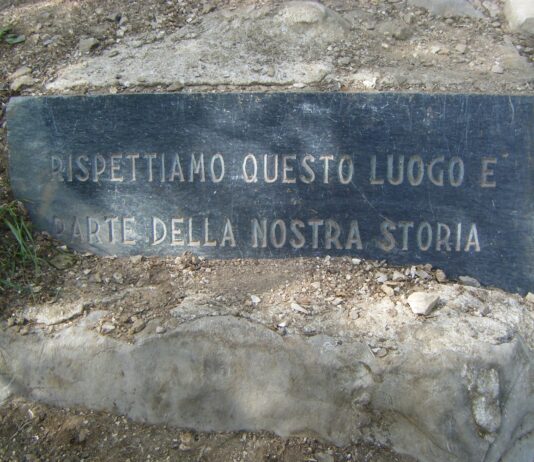 RISPETTIAMO QUESTO LUOGO E'
PARTE DELLA NOSTRA STORIA